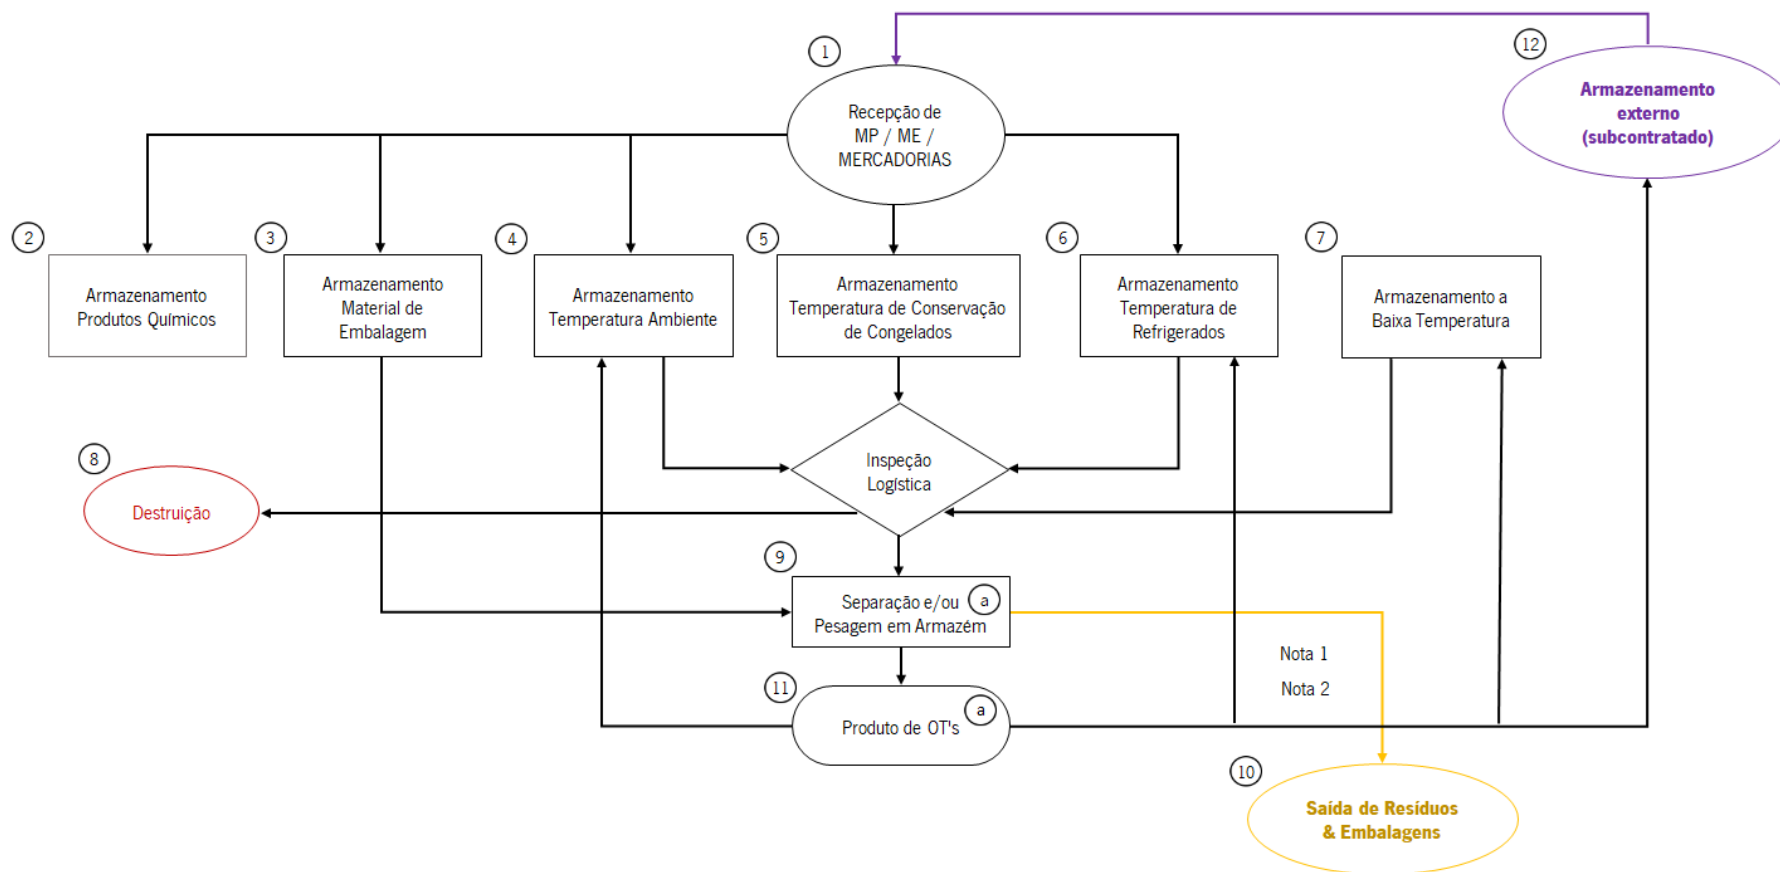 1
Recepção de
MP / ME /
MERCADORIAS
12
Armazenamento
externo
(subcontratado)
2
Armazenamento
Produtos Químicos
3
Armazenamento
Material de
Embalagem
4
Armazenamento
Temperatura Ambiente
5
Armazenamento
Temperatura de Conservação
de Congelados
6
Armazenamento
Temperatura de
Refrigerados
7
Armazenamento a
Baixa Temperatura
Inspeção
Logística
8
Destruição
9
Separação e/ou
Pesagem em Armazém
a
Nota 1
Nota 2
11
Produto de OT's
a
10
Saída de Resíduos
& Embalagens